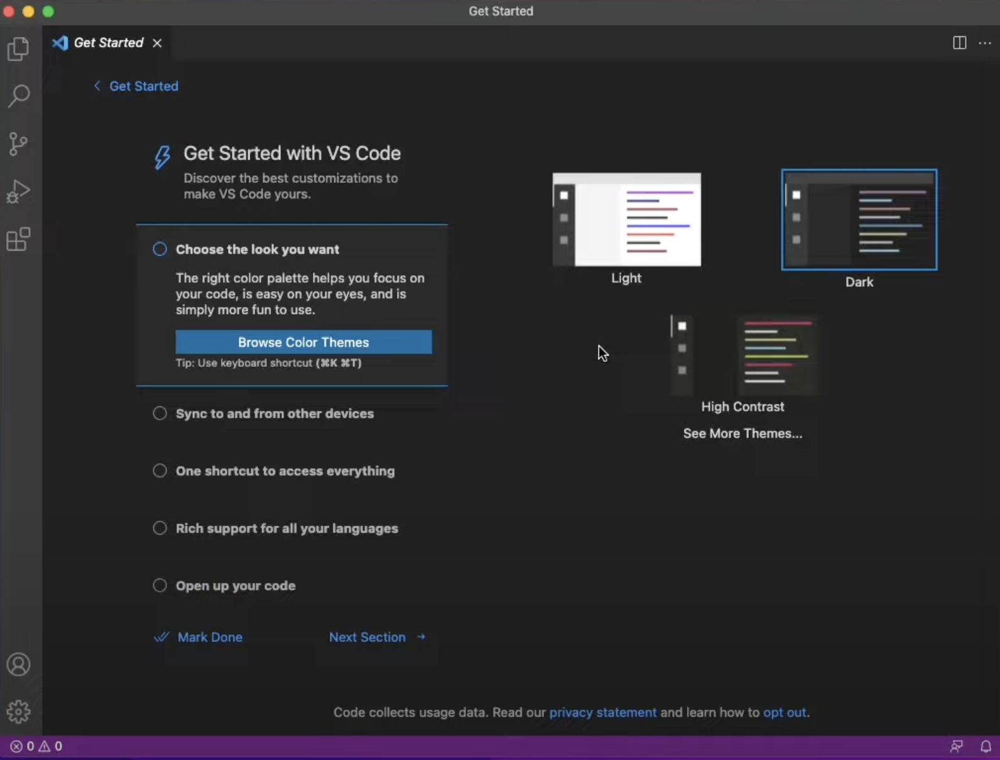 Get Started
Get Started
Get Started
Get Started with VS Code
Discover the best customizations to
make VS Code yours.
Choose the look you want
The right color palette helps you focus on
your code, is easy on your eyes, and is
simply more fun to use.
Browse Color Themes
Tip: Use keyboard shortcut (⌘K ⌘T)
Sync to and from other devices
One shortcut to access everything
Rich support for all your languages
Open up your code
Mark Done
Next Section →
Light
Dark
High Contrast
See More Themes...
Code collects usage data. Read our privacy statement and learn how to opt out.
0 0